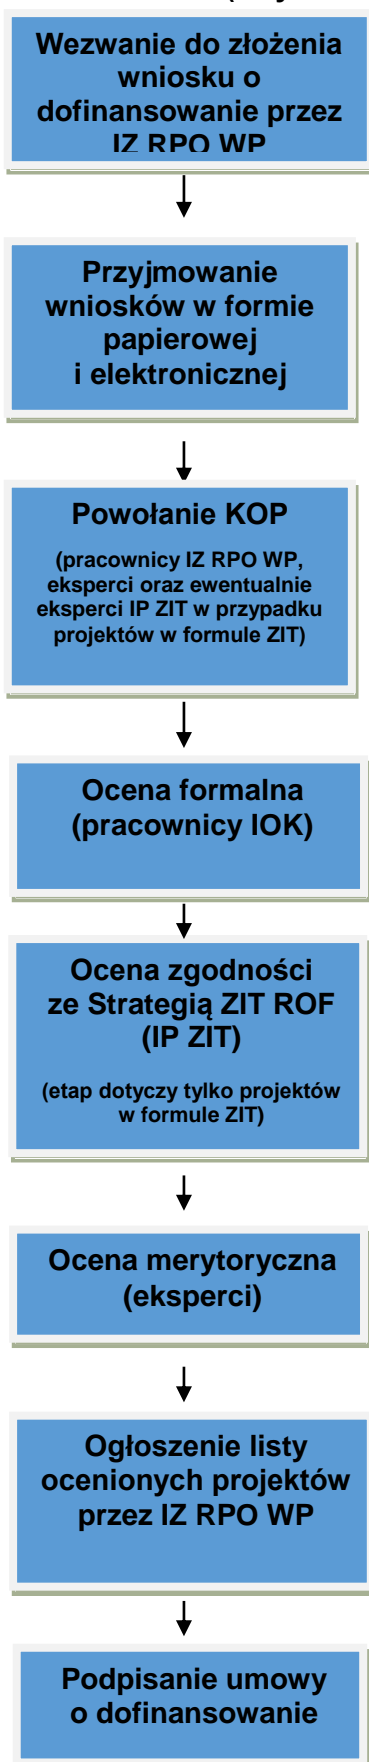 Wezwanie do złożenia
wniosku o
dofinansowanie przez
IZ RPO WP
Przyjmowanie
wniosków w formie
papierowej
i elektronicznej
Powołanie KOP
(pracownicy IZ RPO WP,
eksperci oraz ewentualnie
eksperci IP ZIT w przypadku
projektów w formule ZIT)
Ocena formalna
(pracownicy IOK)
Ocena zgodności
ze Strategią ZIT ROF
(IP ZIT)
(etap dotyczy tylko projektów
w formule ZIT)
Ocena merytoryczna
(eksperci)
Ogłoszenie listy
ocenionych projektów
przez IZ RPO WP
Podpisanie umowy
o dofinansowanie